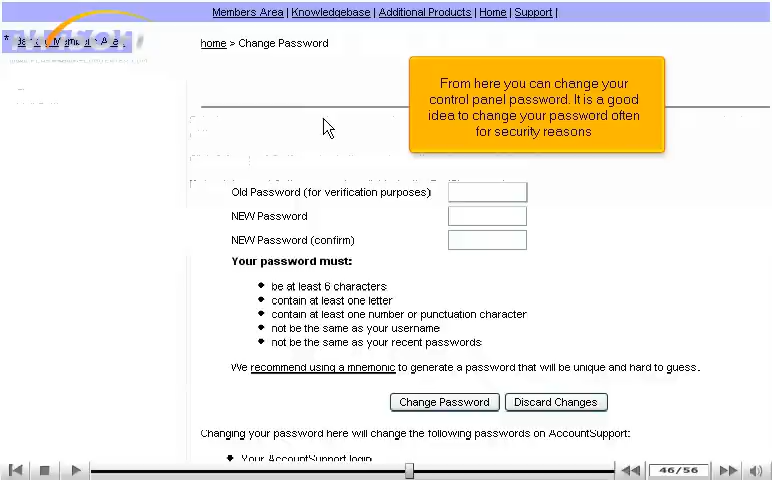 Members Area | Knowledgebase | Additional Products | Home | Support |
home > Change Password
From here you can change your
control panel password. It is a good
idea to change your password often
for security reasons
Old Password (for verification purposes)
NEW Password
NEW Password (confirm)
Your password must:
be at least 6 characters
contain at least one letter
contain at least one number or punctuation character
not be the same as your username
not be the same as your recent passwords
We recommend using a mnemonic to generate a password that will be unique and hard to guess.
Change Password Discard Changes
Changing your password here will change the following passwords on AccountSupport:
Your AccountSupport login
46/56